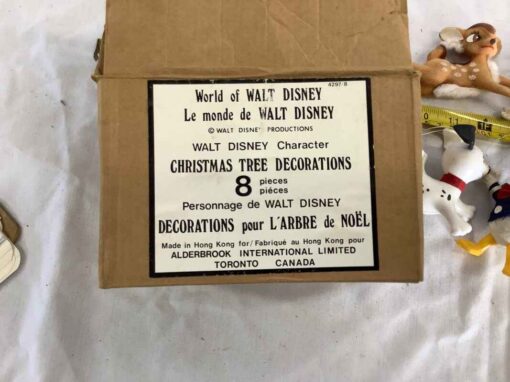 4297/8
World of WALT DISNEY
Le monde de WALT DISNEY
© WALT DISNEY PRODUCTIONS
WALT DISNEY Character
CHRISTMAS TREE DECORATIONS
8 pieces
piéces
Personnage de WALT DISNEY
DECORATIONS pour L'ARBRE de NOËL
Made in Hong Kong for/Fabriqué au Hong Kong pour
ALDERBROOK INTERNATIONAL LIMITED
TORONTO CANADA